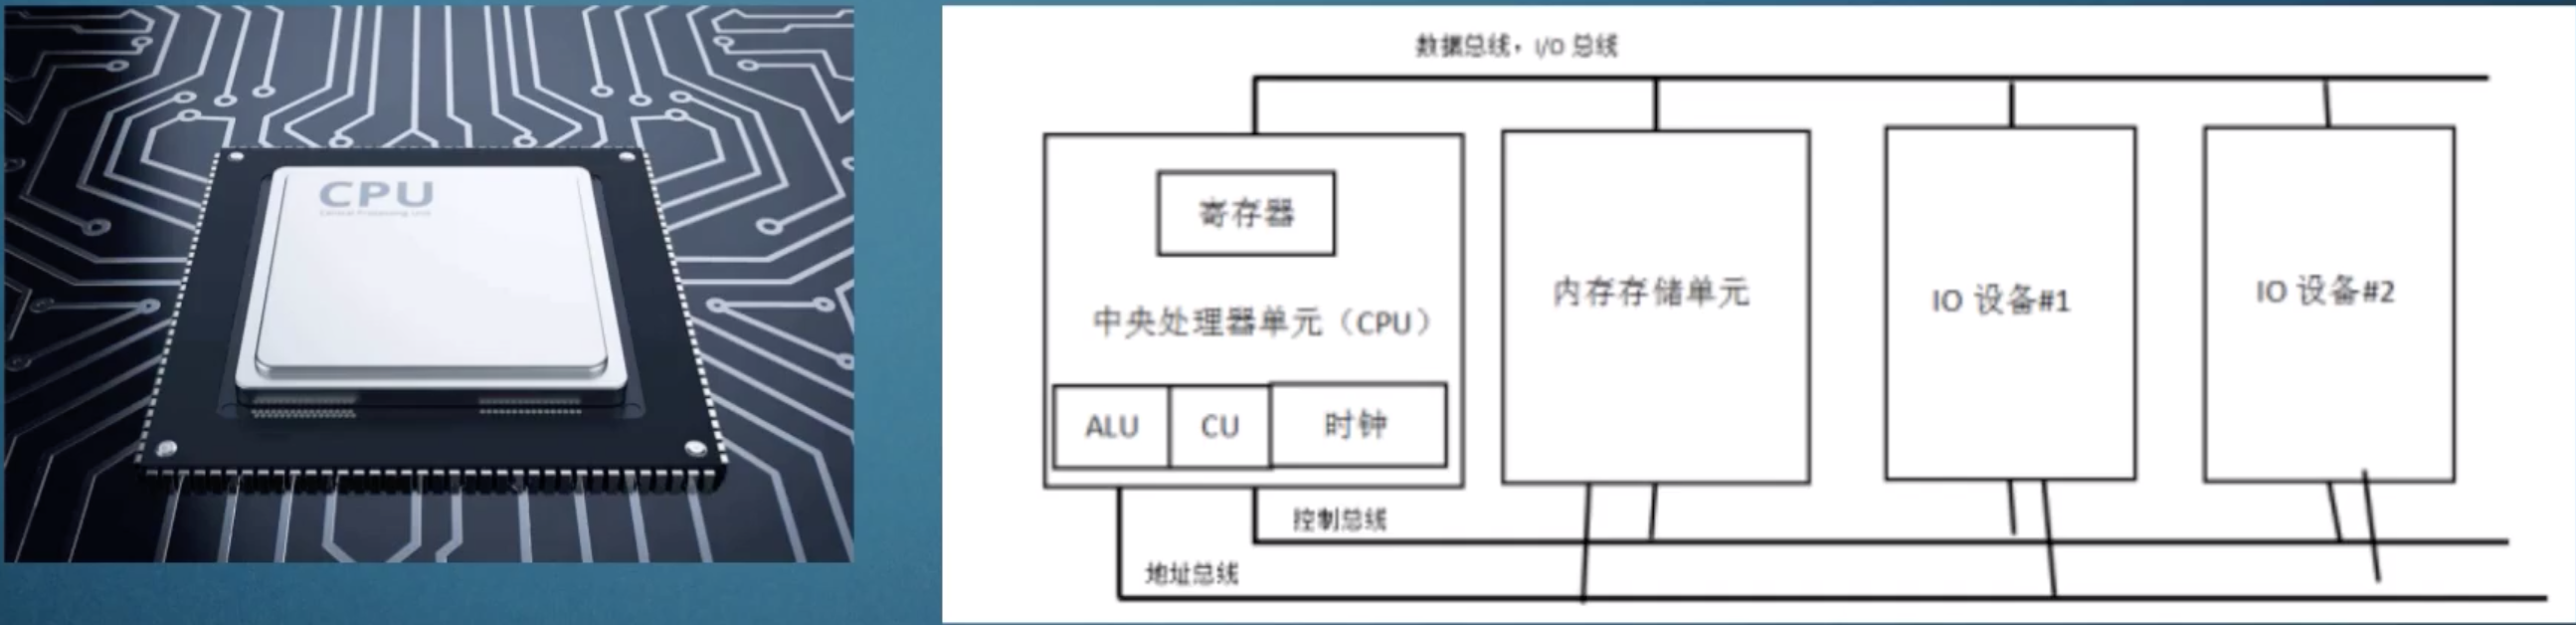 CPU
Central Processing Unit
数据总线,I/O 总线
寄存器
中央处理器单元（CPU）
ALU
CU
时钟
内存存储单元
IO 设备#1
IO 设备#2
控制总线
地址总线